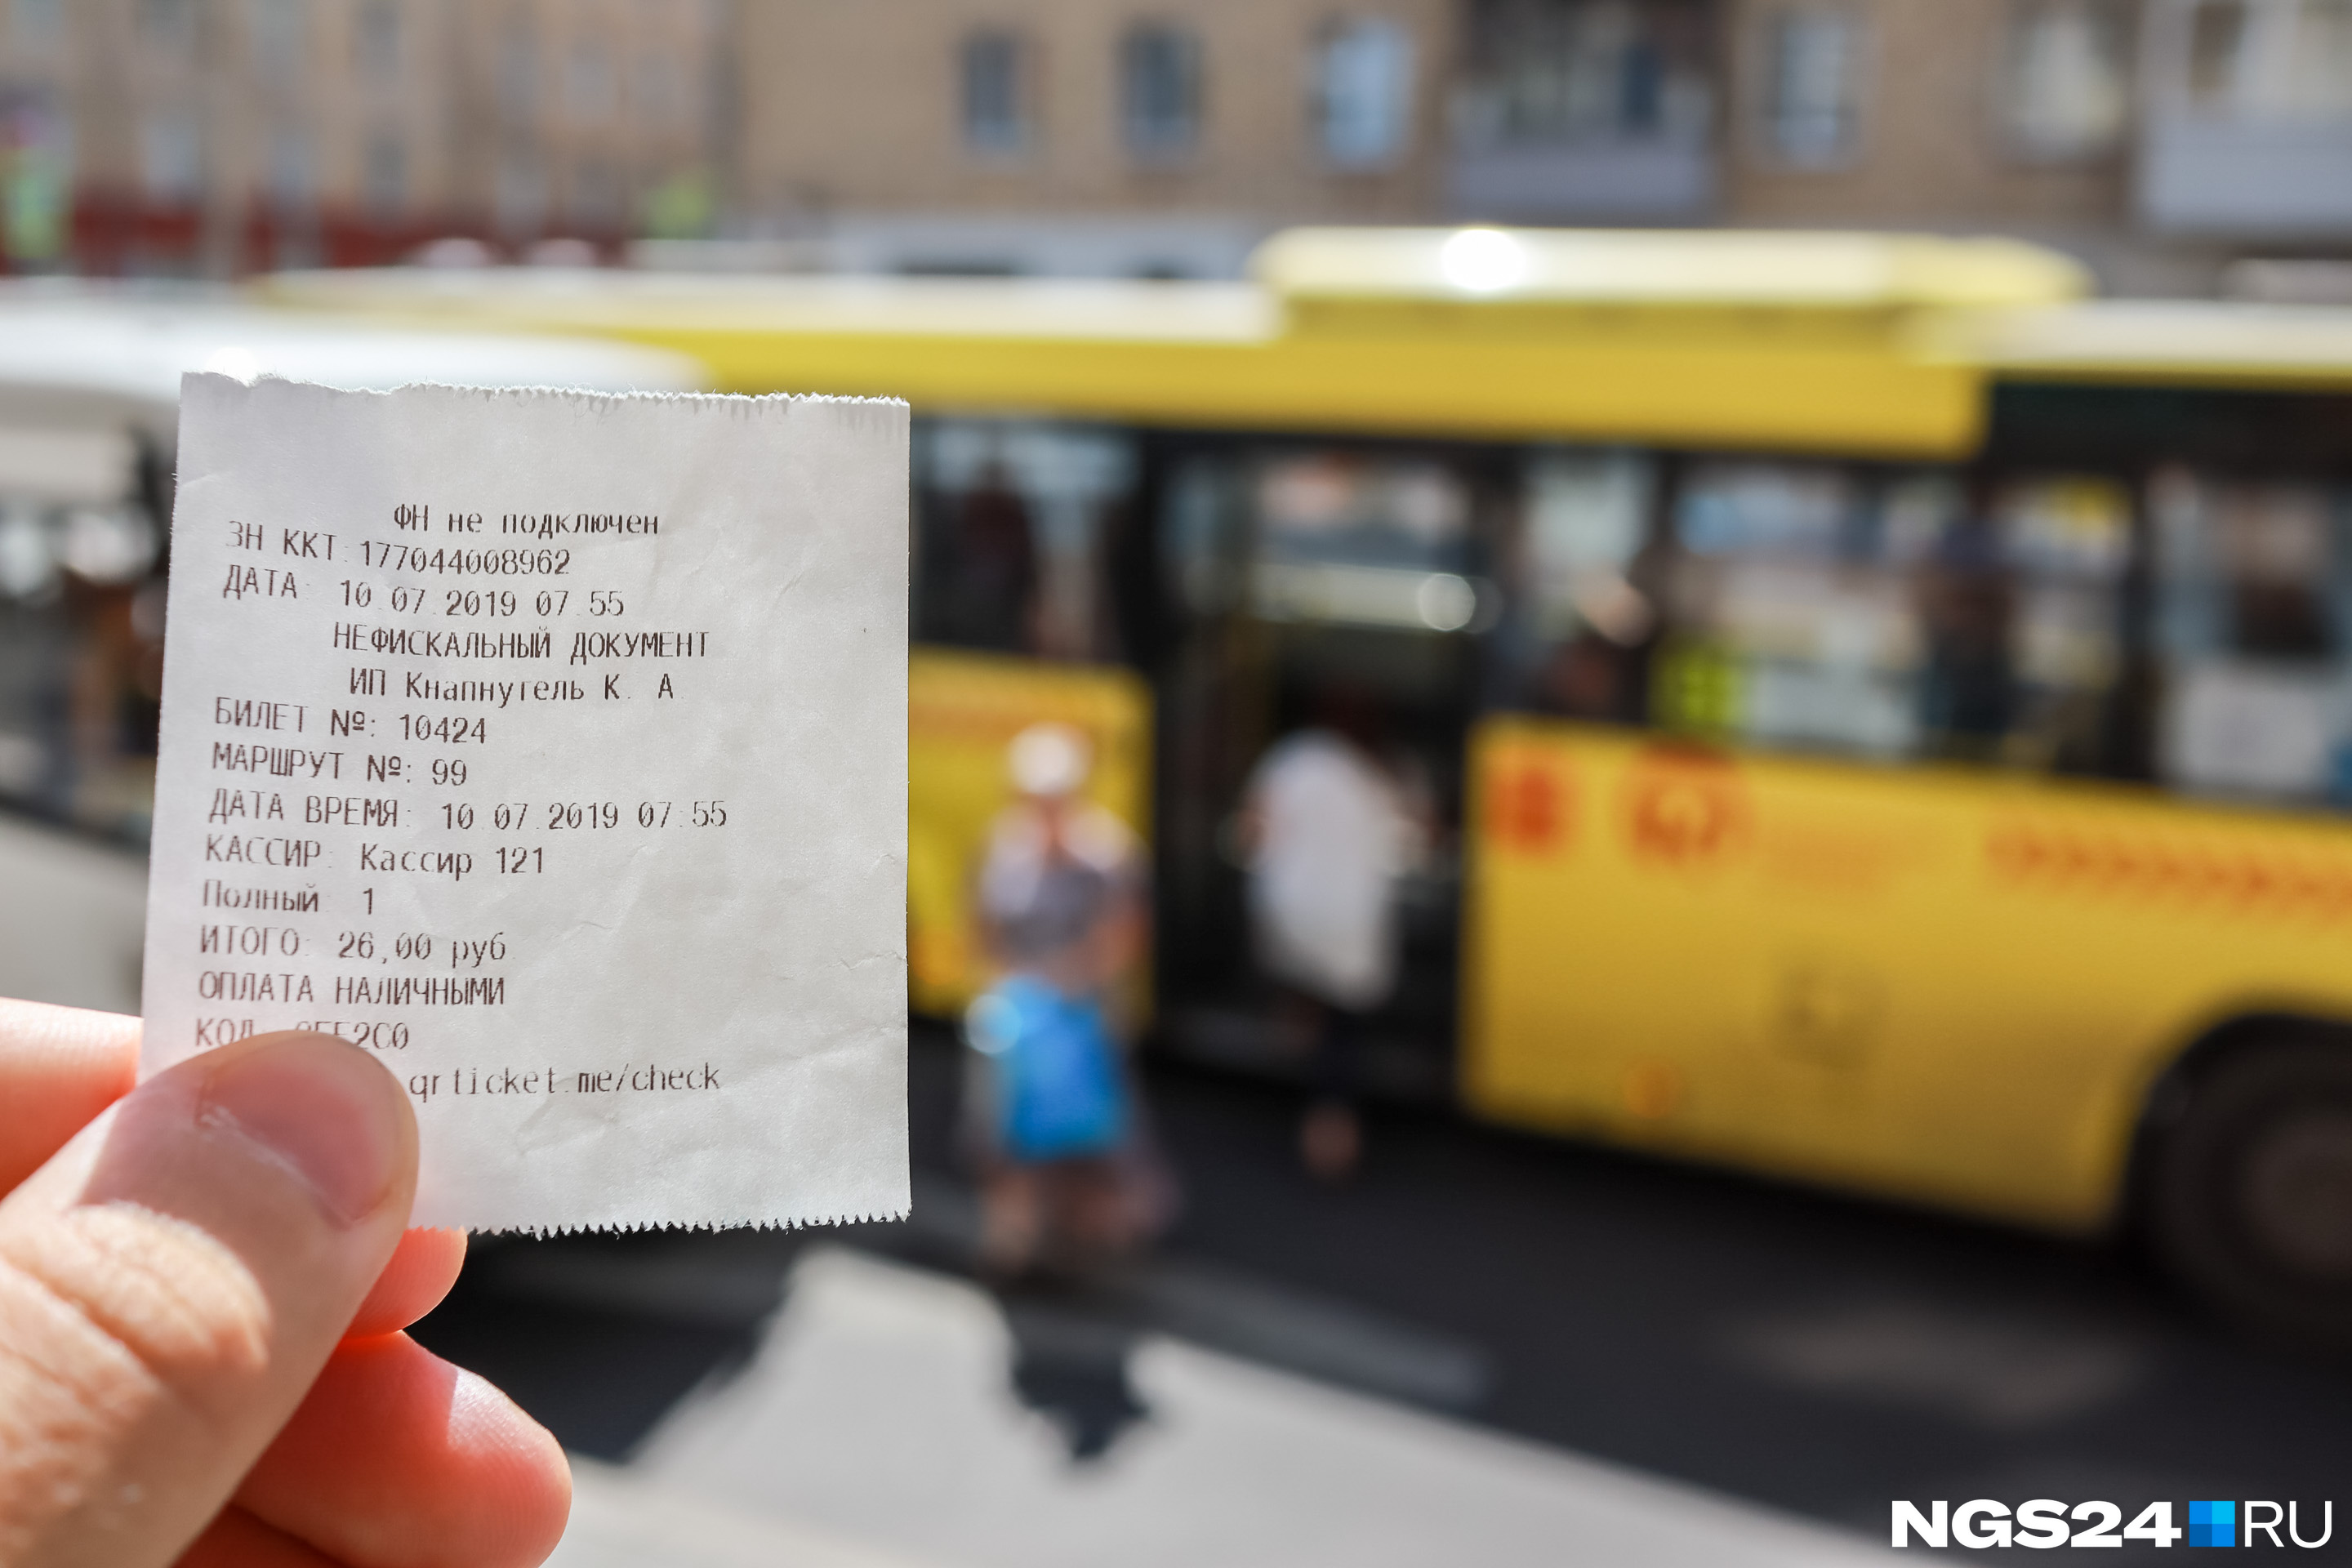 ФН не подключен
ЗН ККТ:177044008962
ДАТА: 10.07.2019 07:55
НЕФИСКАЛЬНЫЙ ДОКУМЕНТ
ИП Кнапнугель К. А.
БИЛЕТ №: 10424
МАРШРУТ №: 99
ДАТА ВРЕМЯ: 10.07.2019 07:55
КАССИР: Кассир 121
Полный: 1
ИТОГО: 26,00 руб.
ОПЛАТА НАЛИЧНЫМИ
КОД:
qrticket.me/check
NGS24 RU